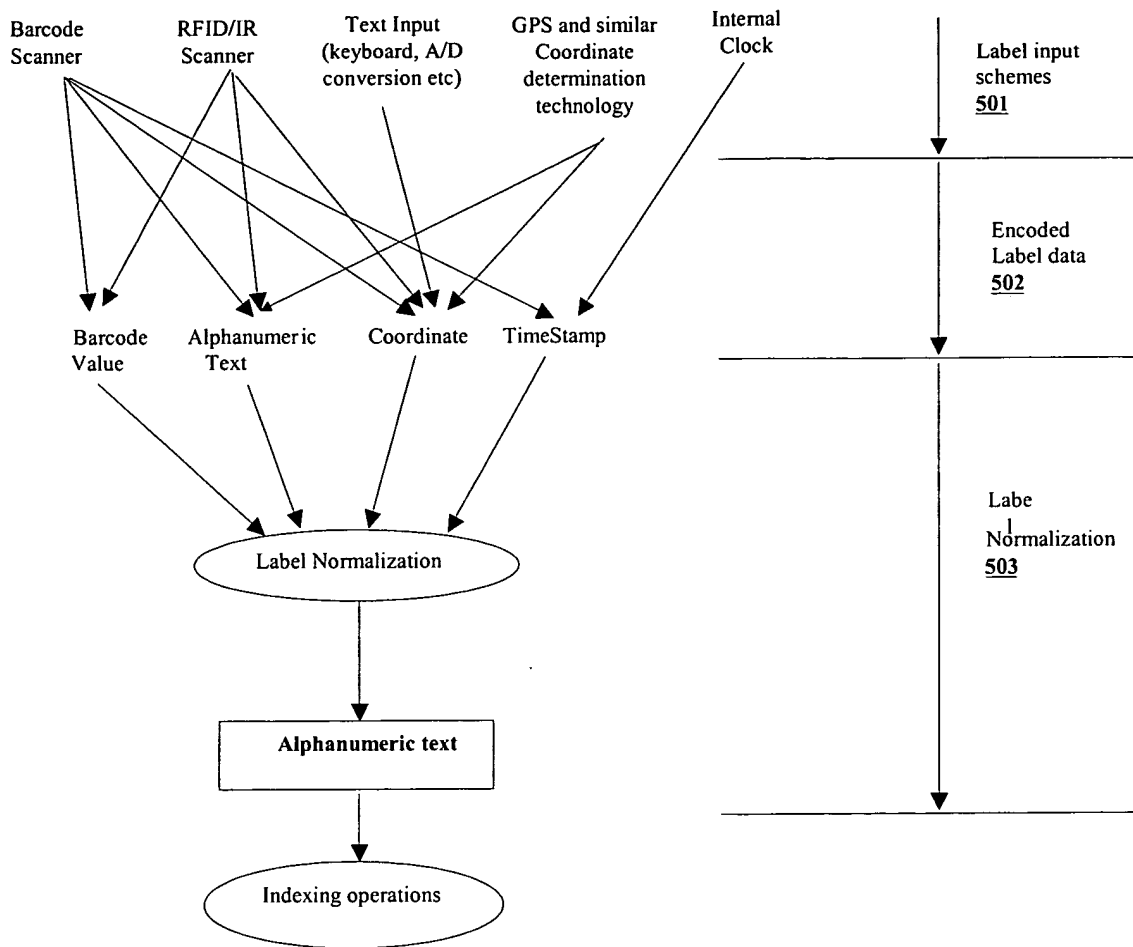 Barcode
Scanner
RFID/IR
Scanner
Text Input
(keyboard, A/D
conversion etc)
GPS and similar
Coordinate
determination
technology
Internal
Clock
Label input
schemes
501
Encoded
Label data
502
Barcode
Value
Alphanumeric
Text
Coordinate
TimeStamp
Labe
l
Normalization
503
Label Normalization
Alphanumeric text
Indexing operations